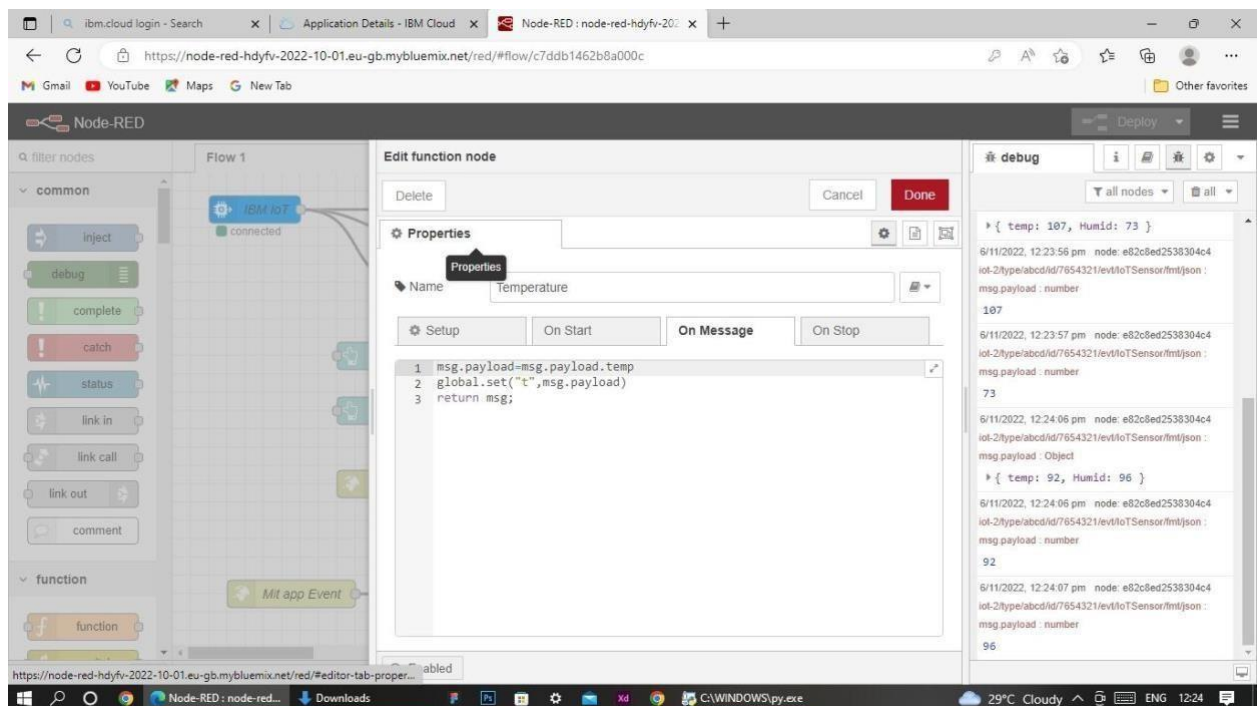 ibm.cloud login - Search
Application Details - IBM Cloud
Node-RED : node-red-hdyfv-202
https://node-red-hdyfv-2022-10-01.eu-gb.mybluemix.net/red/#flow/c7ddb1462b8a000c
Gmail YouTube Maps New Tab Other favorites
Node-RED Deploy
filter nodes
common
inject
debug
complete
catch
status
link in
link call
link out
comment
function
function
Flow 1
IBM IoT
connected
Mit app Event
Edit function node
Delete Cancel Done
Properties
Properties
Name Temperature
Setup On Start On Message On Stop
1 msg.payload=msg.payload.temp
2 global.set("t",msg.payload)
3 return msg;
debug
all nodes all
{ temp: 107, Humid: 73 }
6/11/2022, 12:23:56 pm node: e82c8ed2538304c4
iot-2/type/abcd/id/7654321/evt/IoTSensor/fmt/json :
msg.payload : number
107
6/11/2022, 12:23:57 pm node: e82c8ed2538304c4
iot-2/type/abcd/id/7654321/evt/IoTSensor/fmt/json :
msg.payload : number
73
6/11/2022, 12:24:06 pm node: e82c8ed2538304c4
iot-2/type/abcd/id/7654321/evt/IoTSensor/fmt/json :
msg.payload : Object
{ temp: 92, Humid: 96 }
6/11/2022, 12:24:06 pm node: e82c8ed2538304c4
iot-2/type/abcd/id/7654321/evt/IoTSensor/fmt/json :
msg.payload : number
92
6/11/2022, 12:24:07 pm node: e82c8ed2538304c4
iot-2/type/abcd/id/7654321/evt/IoTSensor/fmt/json :
msg.payload : number
96
https://node-red-hdyfv-2022-10-01.eu-gb.mybluemix.net/red/#editor-tab-proper...
Node-RED : node-red... Downloads Ps Xd C:\WINDOWS\py.exe 29°C Cloudy ENG 12:24